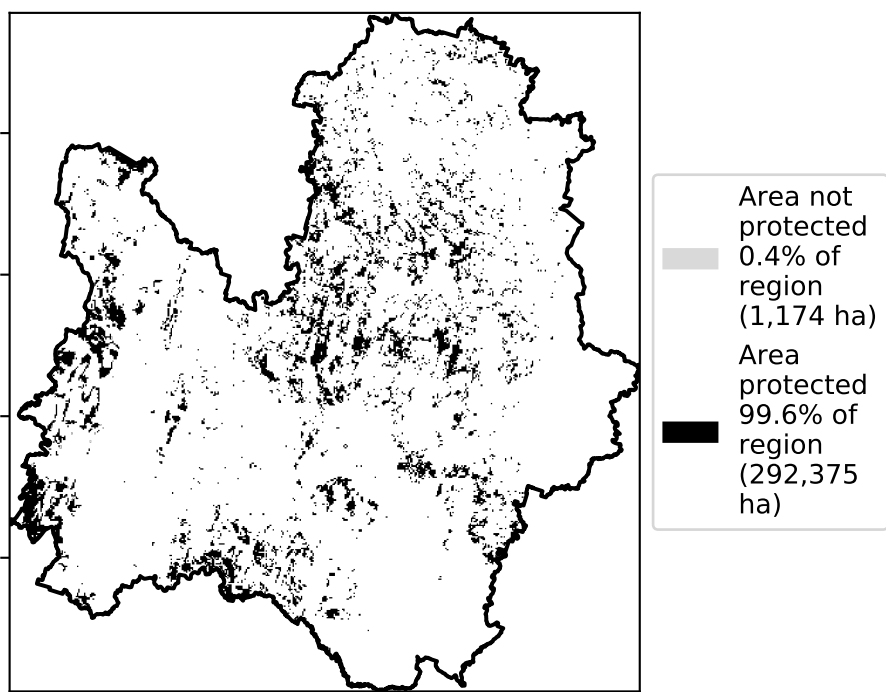 Area not
protected
0.4% of
region
(1,174 ha)
Area
protected
99.6% of
region
(292,375
ha)